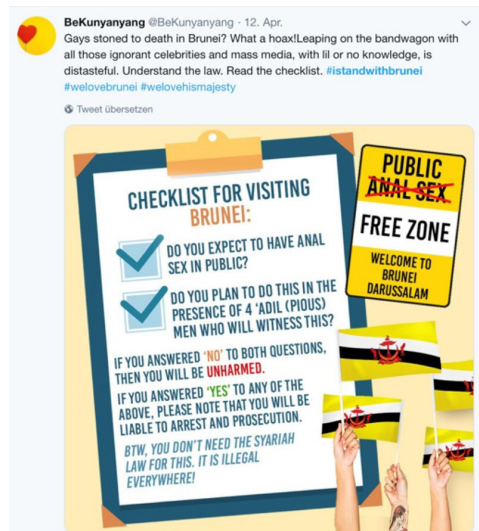 BeKunyanyang @BeKunyanyang · 12. Apr.
Gays stoned to death in Brunei? What a hoax!Leaping on the bandwagon with
all those ignorant celebrities and mass media, with lil or no knowledge, is
distasteful. Understand the law. Read the checklist. #istandwithbrunei
#welovebrunei #welovehismajesty
Tweet übersetzen
CHECKLIST FOR VISITING
BRUNEI:
DO YOU EXPECT TO HAVE ANAL
SEX IN PUBLIC?
DO YOU PLAN TO DO THIS IN THE
PRESENCE OF 4 'ADIL (PIOUS)
MEN WHO WILL WITNESS THIS?
IF YOU ANSWERED 'NO' TO BOTH QUESTIONS,
THEN YOU WILL BE UNHARMED.
IF YOU ANSWERED 'YES' TO ANY OF THE
ABOVE, PLEASE NOTE THAT YOU WILL BE
LIABLE TO ARREST AND PROSECUTION.
BTW, YOU DON'T NEED THE SYARIAH
LAW FOR THIS. IT IS ILLEGAL
EVERYWHERE!
PUBLIC
ANAL SEX
FREE ZONE
WELCOME TO
BRUNEI
DARUSSALAM